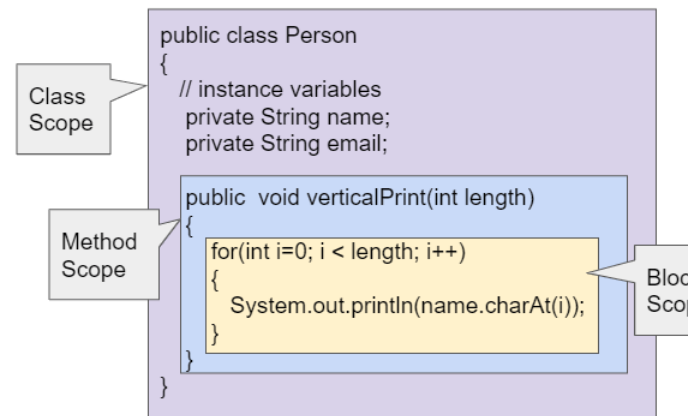 public class Person
{
// instance variables
private String name;
private String email;
Class
Scope
public  void verticalPrint(int length)
{
Method
Scope
for(int i=0; i < length; i++)
{
System.out.println(name.charAt(i));
}
}
}